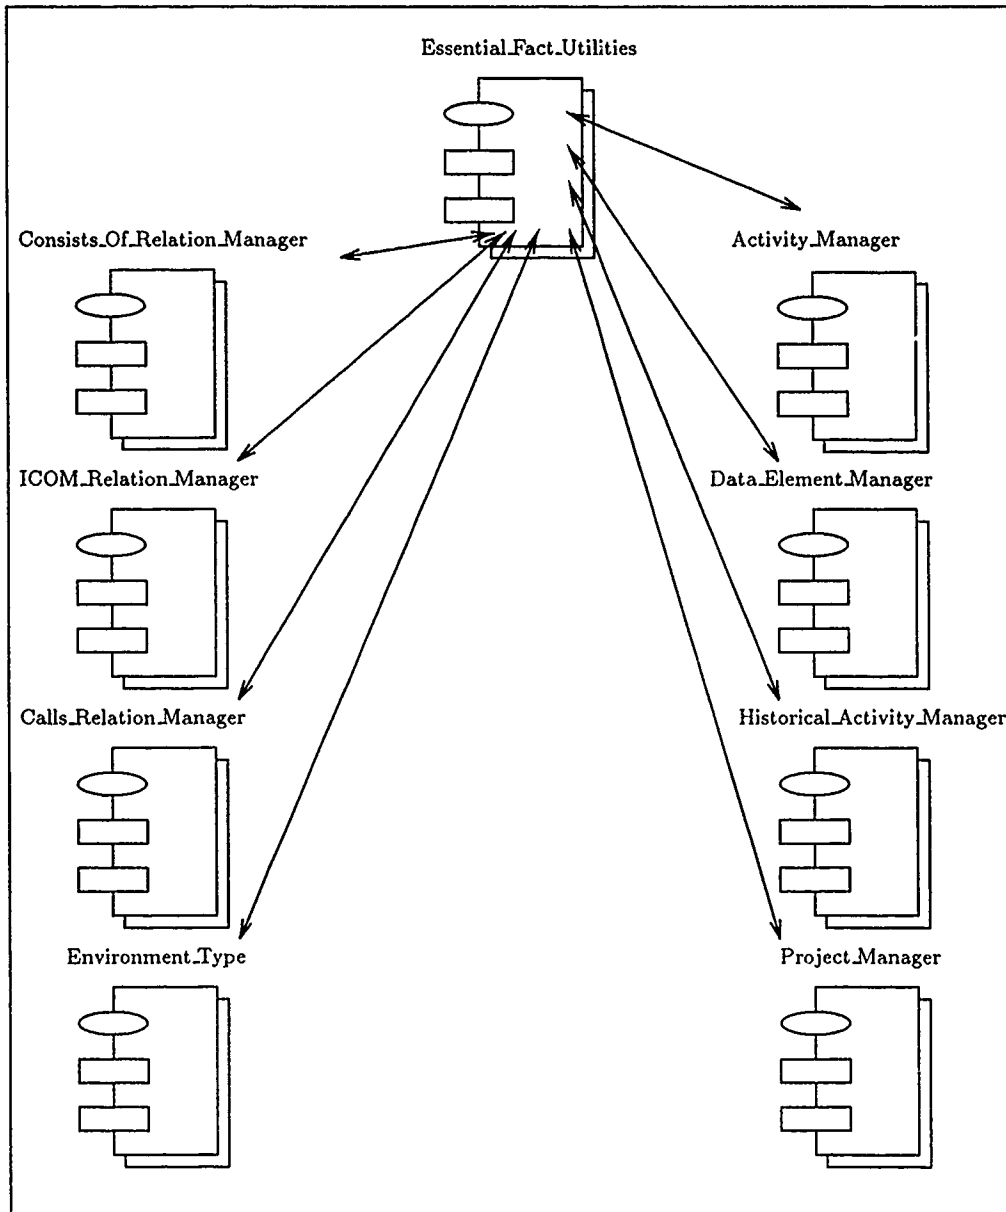 Essential_Fact_Utilities
Consists_Of_Relation_Manager
Activity_Manager
ICOM_Relation_Manager
Data_Element_Manager
Calls_Relation_Manager
Historical_Activity_Manager
Environment_Type
Project_Manager